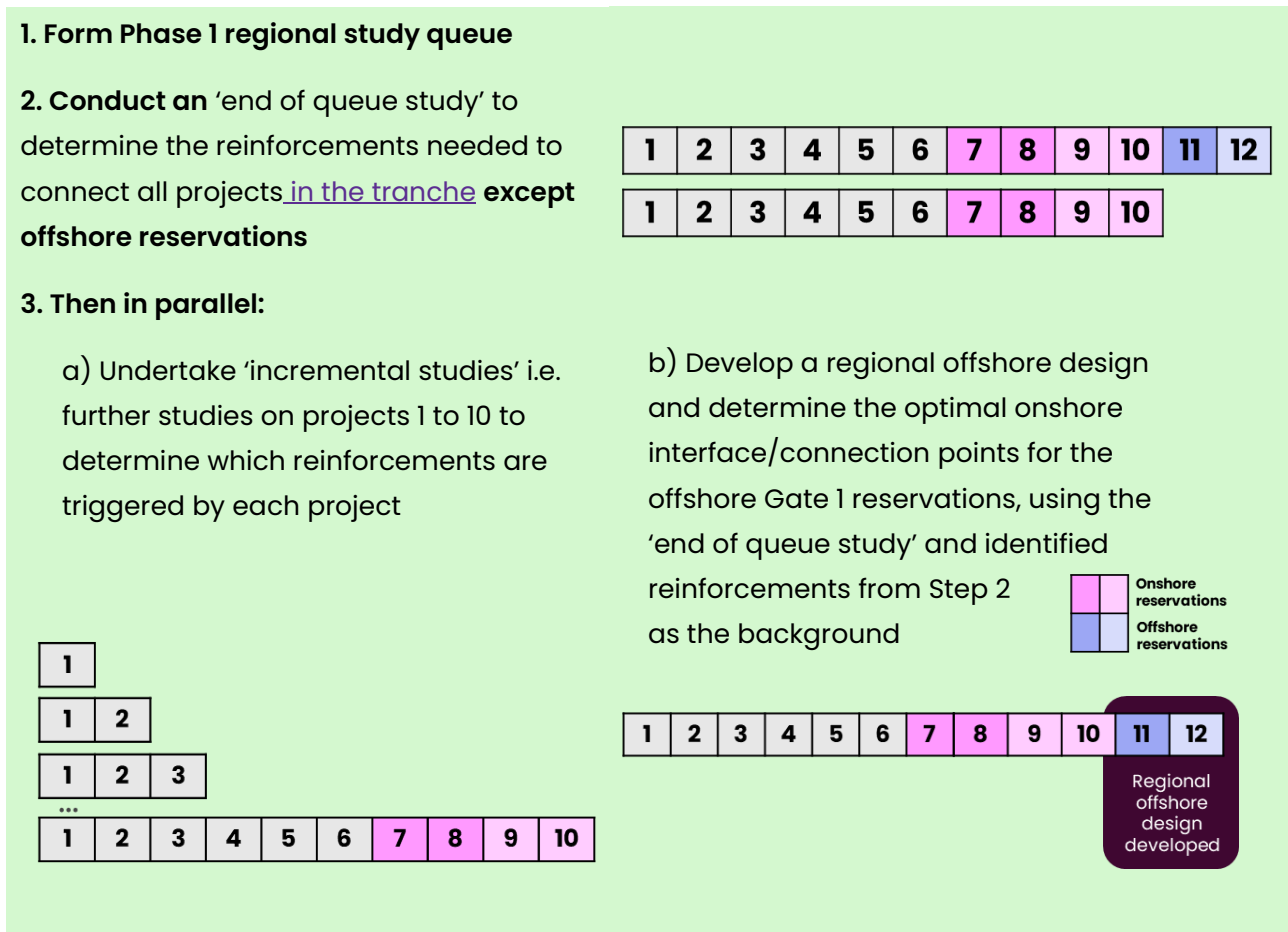 1. Form Phase 1 regional study queue
2. Conduct an ‘end of queue study’ to
determine the reinforcements needed to
connect all projects in the tranche except
offshore reservations
1 2 3 4 5 6 7 8 9 10 11 12
1 2 3 4 5 6 7 8 9 10
3. Then in parallel:
a) Undertake ‘incremental studies’ i.e.
further studies on projects 1 to 10 to
determine which reinforcements are
triggered by each project
1
1 2
1 2 3
...
1 2 3 4 5 6 7 8 9 10
b) Develop a regional offshore design
and determine the optimal onshore
interface/connection points for the
offshore Gate 1 reservations, using the
‘end of queue study’ and identified
reinforcements from Step 2
as the background
Onshore
reservations
Offshore
reservations
1 2 3 4 5 6 7 8 9 10 11 12
Regional
offshore
design
developed